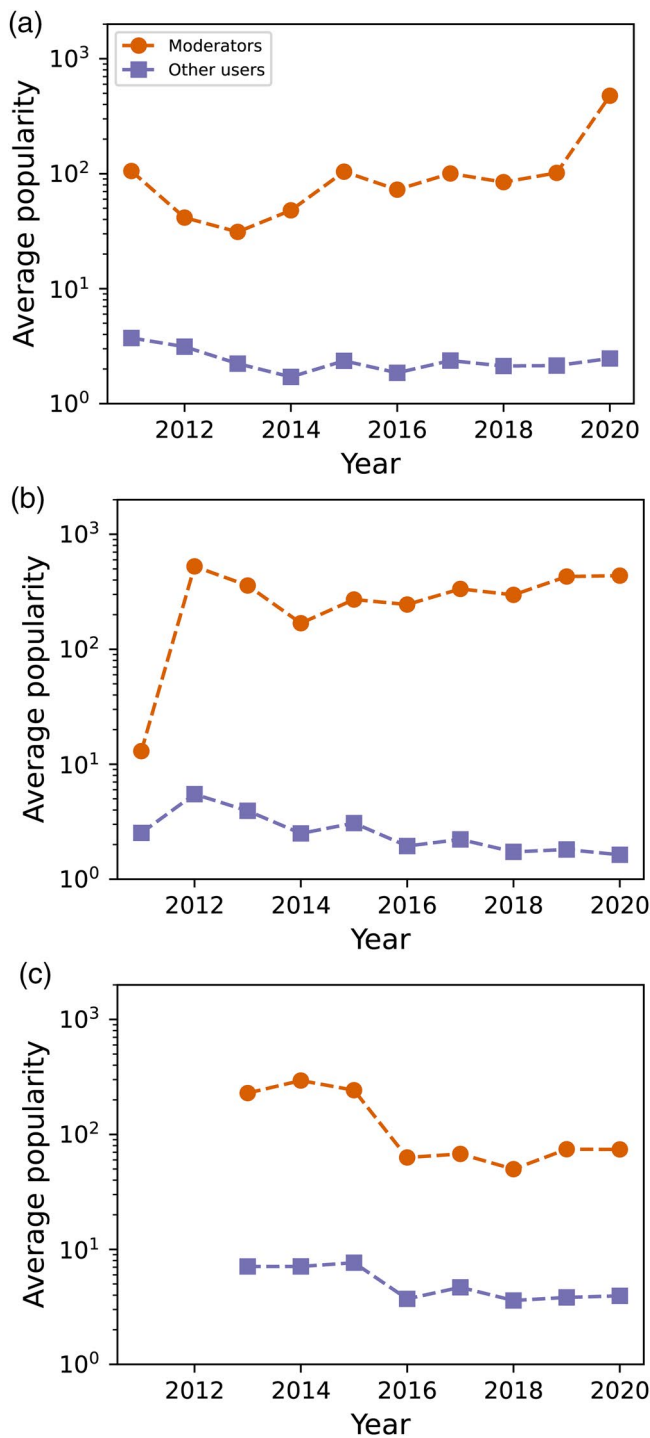 (a)
Moderators
Other users
10³
10²
10¹
10⁰
Average popularity
2012 2014 2016 2018 2020
Year
(b)
10³
10²
10¹
10⁰
Average popularity
2012 2014 2016 2018 2020
Year
(c)
10³
10²
10¹
10⁰
Average popularity
2012 2014 2016 2018 2020
Year